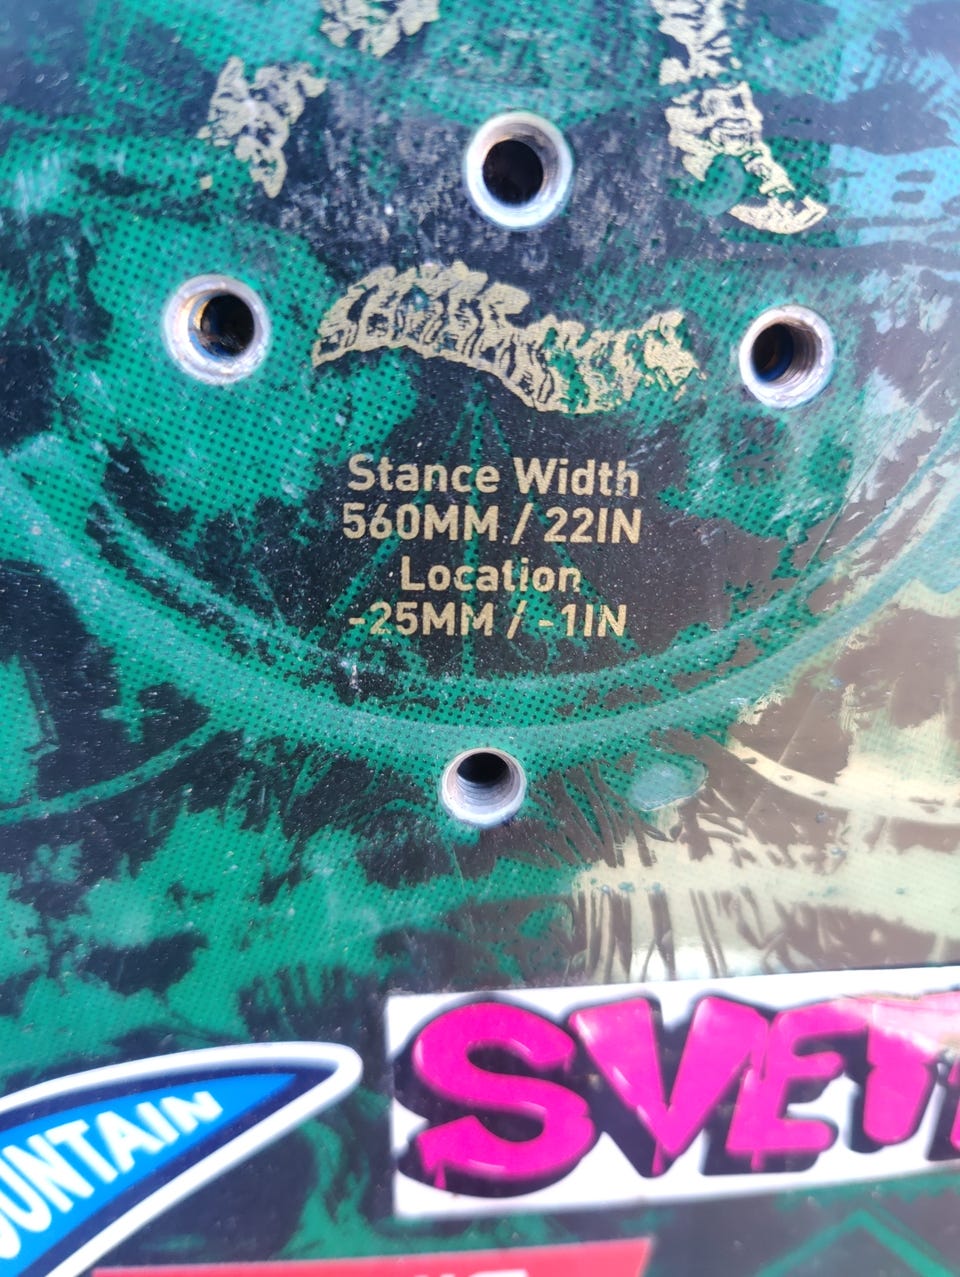 Stance Width
560MM / 22IN
Location
-25MM / -1IN
SVET
OUNTAIN